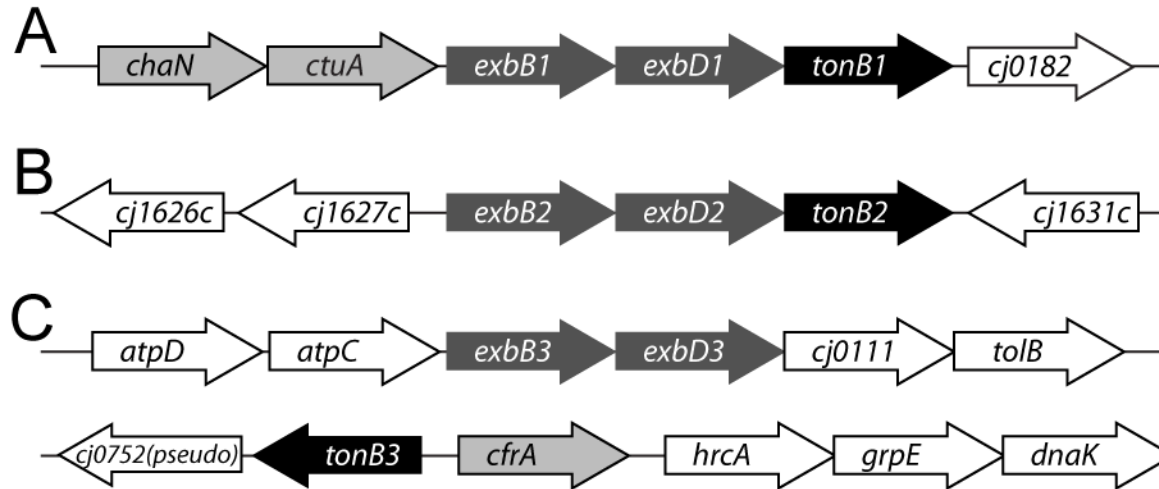 A
chaN ctuA exbB1 exbD1 tonB1 cj0182
B
cj1626c cj1627c exbB2 exbD2 tonB2 cj1631c
C
atpD atpC exbB3 exbD3 cj0111 tolB
cj0752(pseudo) tonB3 cfrA hrcA grpE dnaK